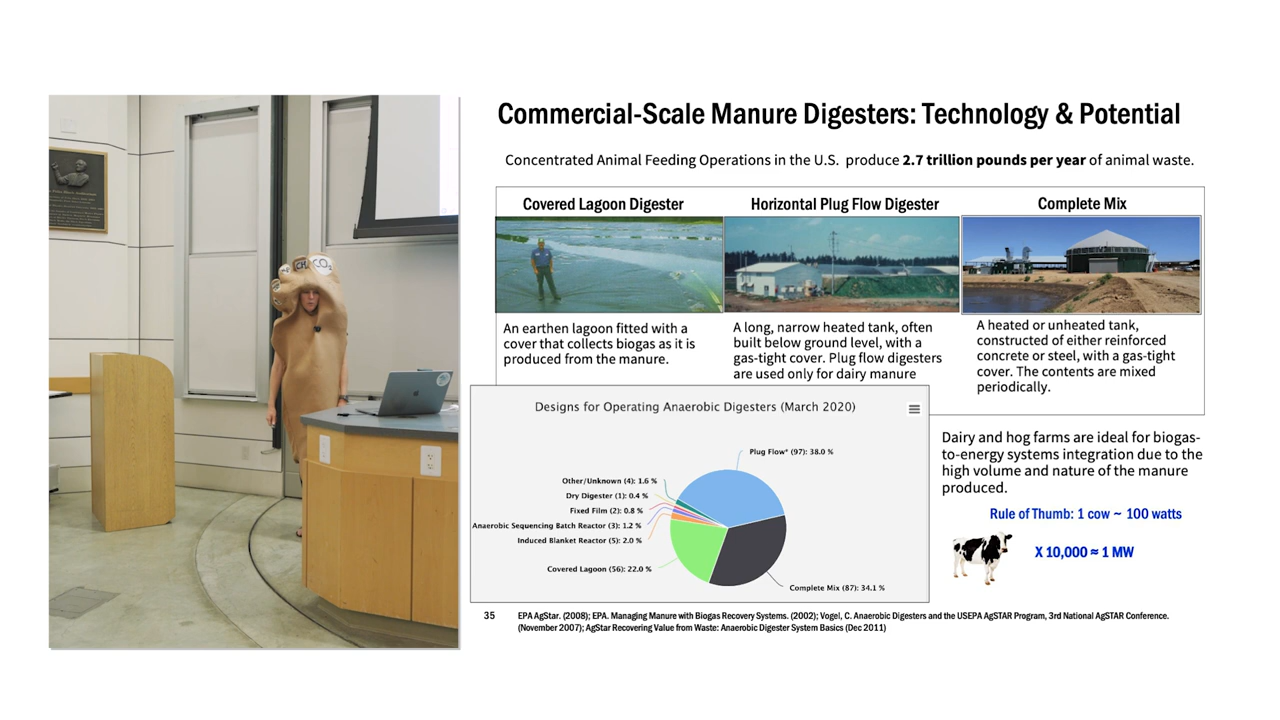 CH₄
CO₂
Commercial-Scale Manure Digesters: Technology & Potential
Concentrated Animal Feeding Operations in the U.S. produce 2.7 trillion pounds per year of animal waste.
Covered Lagoon Digester
An earthen lagoon fitted with a
cover that collects biogas as it is
produced from the manure.
Horizontal Plug Flow Digester
A long, narrow heated tank, often
built below ground level, with a
gas-tight cover. Plug flow digesters
are used only for dairy manure
Complete Mix
A heated or unheated tank,
constructed of either reinforced
concrete or steel, with a gas-tight
cover. The contents are mixed
periodically.
Designs for Operating Anaerobic Digesters (March 2020)
Plug Flow* (97): 38.0 %
Other/Unknown (4): 1.6 %
Dry Digester (1): 0.4 %
Fixed Film (2): 0.8 %
Anaerobic Sequencing Batch Reactor (3): 1.2 %
Induced Blanket Reactor (5): 2.0 %
Covered Lagoon (56): 22.0 %
Complete Mix (87): 34.1 %
Dairy and hog farms are ideal for biogas-
to-energy systems integration due to the
high volume and nature of the manure
produced.
Rule of Thumb: 1 cow ~ 100 watts
X 10,000 ≈ 1 MW
35
EPA AgStar. (2008); EPA. Managing Manure with Biogas Recovery Systems. (2002); Vogel, C. Anaerobic Digesters and the USEPA AgSTAR Program, 3rd National AgSTAR Conference.
(November 2007); AgStar Recovering Value from Waste: Anaerobic Digester System Basics (Dec 2011)